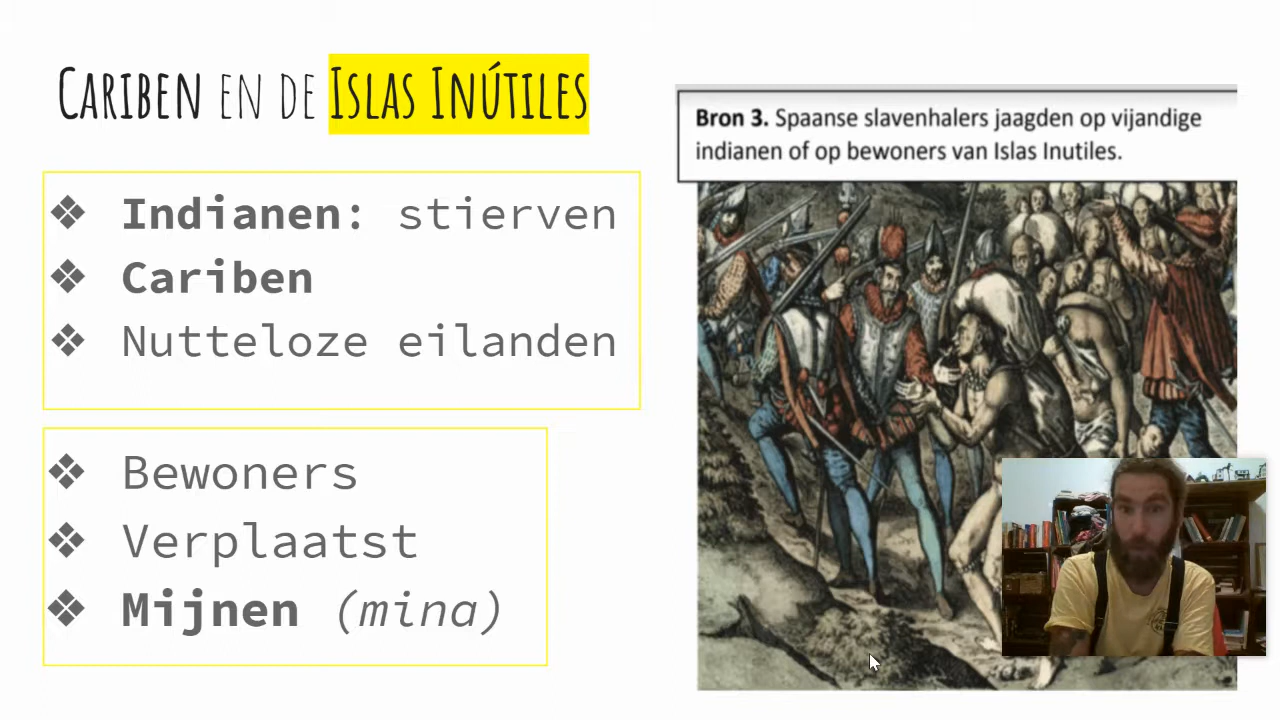 Cariben en de Islas Inútiles
❖ Indianen: stierven
❖ Cariben
❖ Nutteloze eilanden
❖ Bewoners
❖ Verplaatst
❖ Mijnen (mina)
Bron 3. Spaanse slavenhalers jaagden op vijandige
indianen of op bewoners van Islas Inutiles.